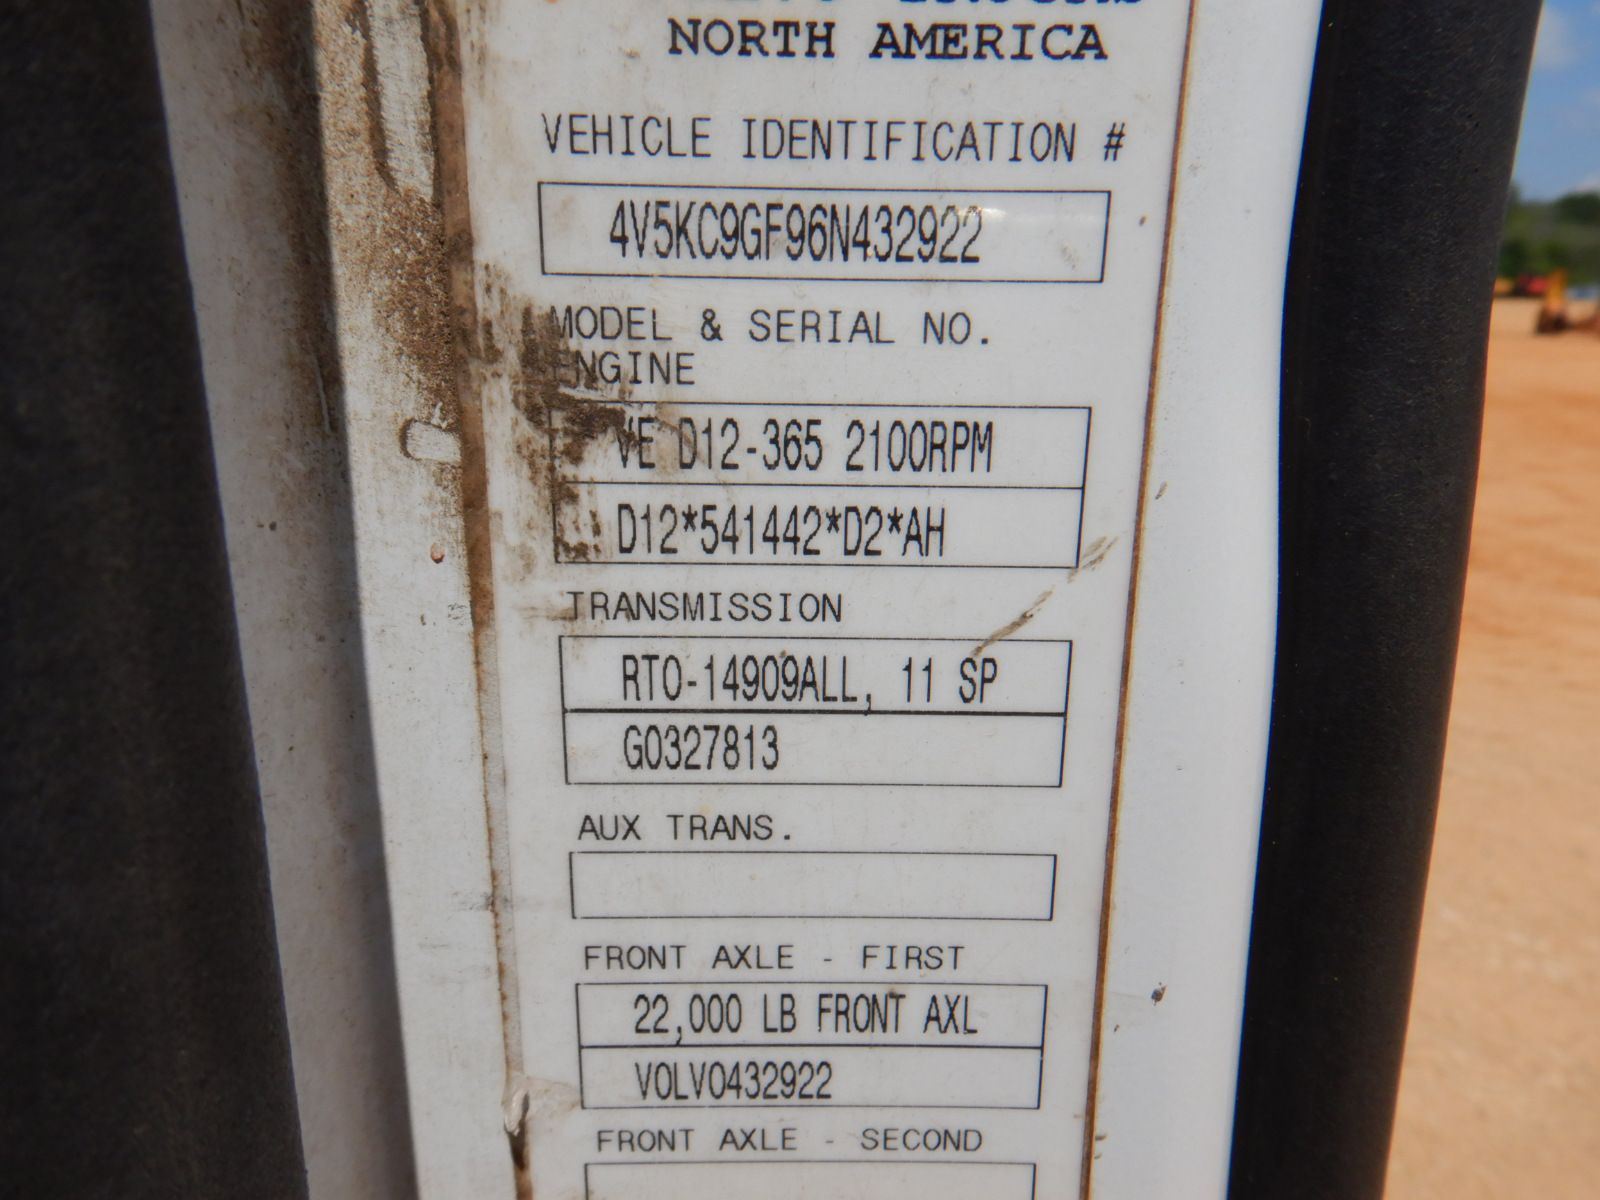 NORTH AMERICA
VEHICLE IDENTIFICATION #
4V5KC9GF96N432922
MODEL & SERIAL NO.
ENGINE
VE D12-365 2100RPM
D12*541442*D2*AH
TRANSMISSION
RTO-14909ALL, 11 SP
G0327813
AUX TRANS.
FRONT AXLE - FIRST
22,000 LB FRONT AXL
VOLVO432922
FRONT AXLE - SECOND